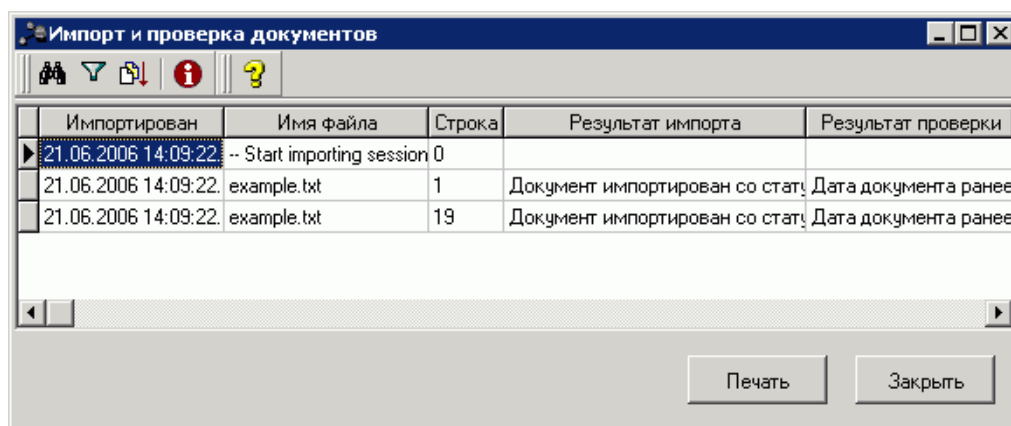 Импорт и проверка документов
Импортирован Имя файла Строка Результат импорта Результат проверки
21.06.2006 14:09:22. -- Start importing session 0
21.06.2006 14:09:22. example.txt 1 Документ импортирован со стату Дата документа ранее
21.06.2006 14:09:22. example.txt 19 Документ импортирован со стату Дата документа ранее
Печать Закрыть